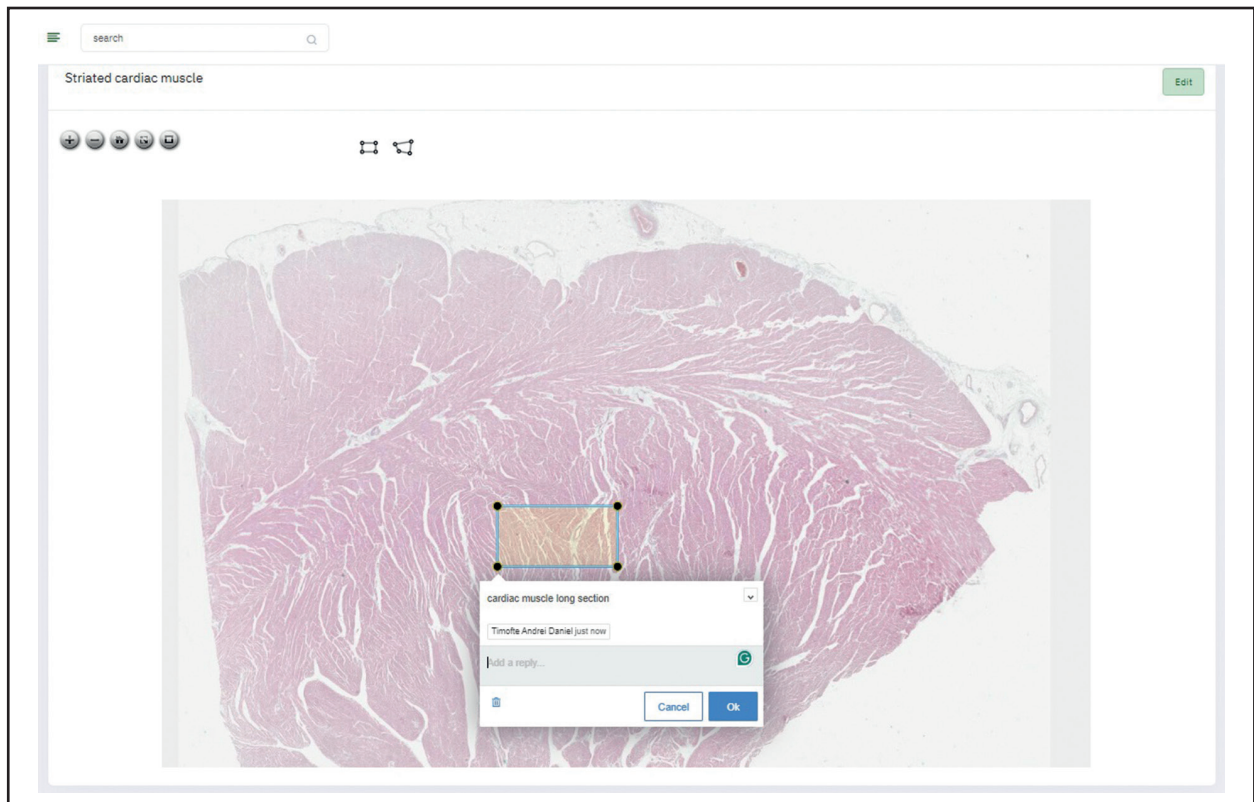 search
Striated cardiac muscle
Edit
cardiac muscle long section
Timofte Andrei Daniel just now
Add a reply...
Cancel
Ok